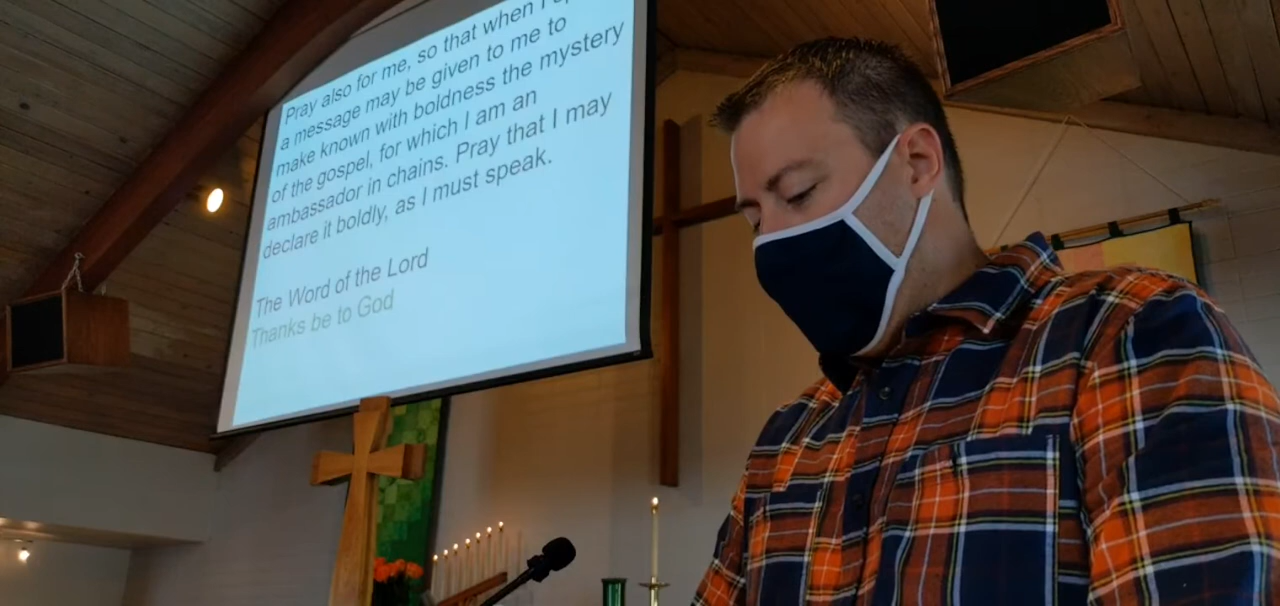 Pray also for me, so that when I
a message may be given to me to
make known with boldness the mystery
of the gospel, for which I am an
ambassador in chains. Pray that I may
declare it boldly, as I must speak.
The Word of the Lord
Thanks be to God